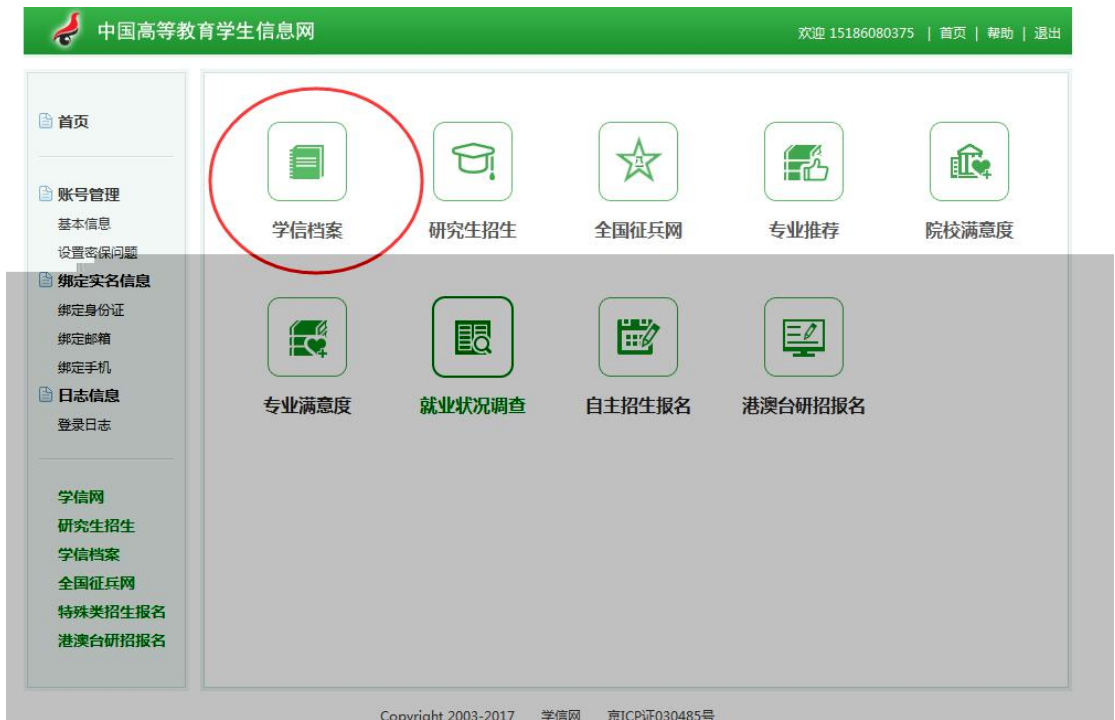 中国高等教育学生信息网
欢迎 15186080375 | 首页 | 帮助 | 退出
首页
账号管理
基本信息
设置密保问题
绑定实名信息
绑定身份证
绑定邮箱
绑定手机
日志信息
登录日志
学信网
研究生招生
学信档案
全国征兵网
特殊类招生报名
港澳台研招报名
学信档案 研究生招生 全国征兵网 专业推荐 院校满意度
专业满意度 就业状况调查 自主招生报名 港澳台研招报名
Copyright 2003-2017 学信网 京ICP证030485号